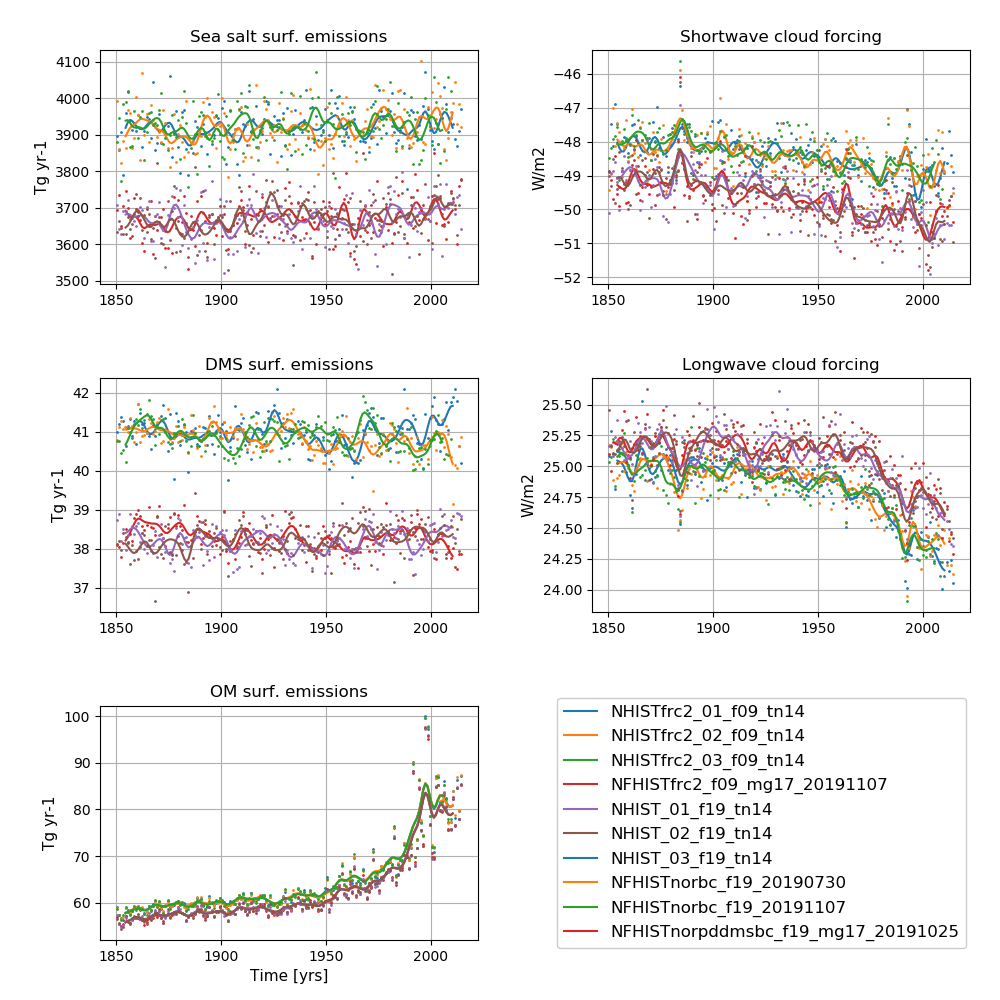 Sea salt surf. emissions
4100
4000
3900
3800
3700
3600
3500
Tg yr-1
1850 1900 1950 2000
Shortwave cloud forcing
−46
−47
−48
−49
−50
−51
−52
W/m2
1850 1900 1950 2000
DMS surf. emissions
42
41
40
39
38
37
Tg yr-1
1850 1900 1950 2000
Longwave cloud forcing
25.50
25.25
25.00
24.75
24.50
24.25
24.00
W/m2
1850 1900 1950 2000
OM surf. emissions
100
90
80
70
60
Tg yr-1
1850 1900 1950 2000
Time [yrs]
NHISTfrc2_01_f09_tn14
NHISTfrc2_02_f09_tn14
NHISTfrc2_03_f09_tn14
NFHISTfrc2_f09_mg17_20191107
NHIST_01_f19_tn14
NHIST_02_f19_tn14
NHIST_03_f19_tn14
NFHISTnorbc_f19_20190730
NFHISTnorbc_f19_20191107
NFHISTnorpddmsbc_f19_mg17_20191025